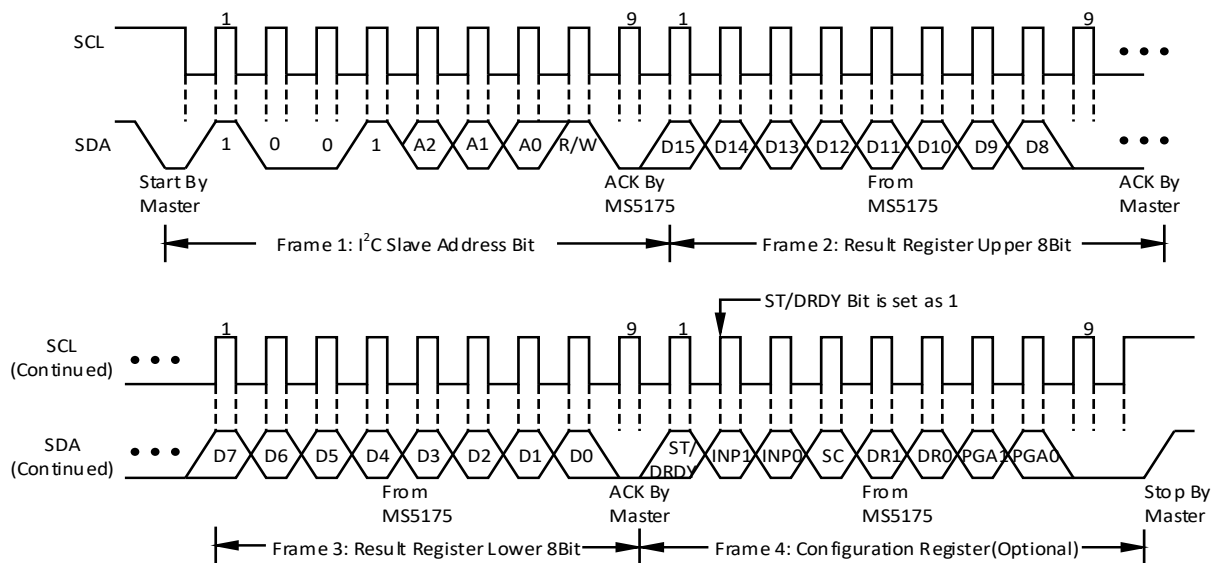 1 9 1 9
SCL
SDA 1 0 0 1 A2 A1 A0 R/W D15 D14 D13 D12 D11 D10 D9 D8
Start By
Master
ACK By
MS5175
From
MS5175
ACK By
Master
Frame 1: I²C Slave Address Bit
Frame 2: Result Register Upper 8Bit
ST/DRDY Bit is set as 1
1 9 1 9
SCL
(Continued)
SDA
(Continued)
D7 D6 D5 D4 D3 D2 D1 D0 ST/
DRDY INP1 INP0 SC DR1 DR0 PGA1 PGA0
From
MS5175
ACK By
Master
From
MS5175
Stop By
Master
Frame 3: Result Register Lower 8Bit
Frame 4: Configuration Register(Optional)